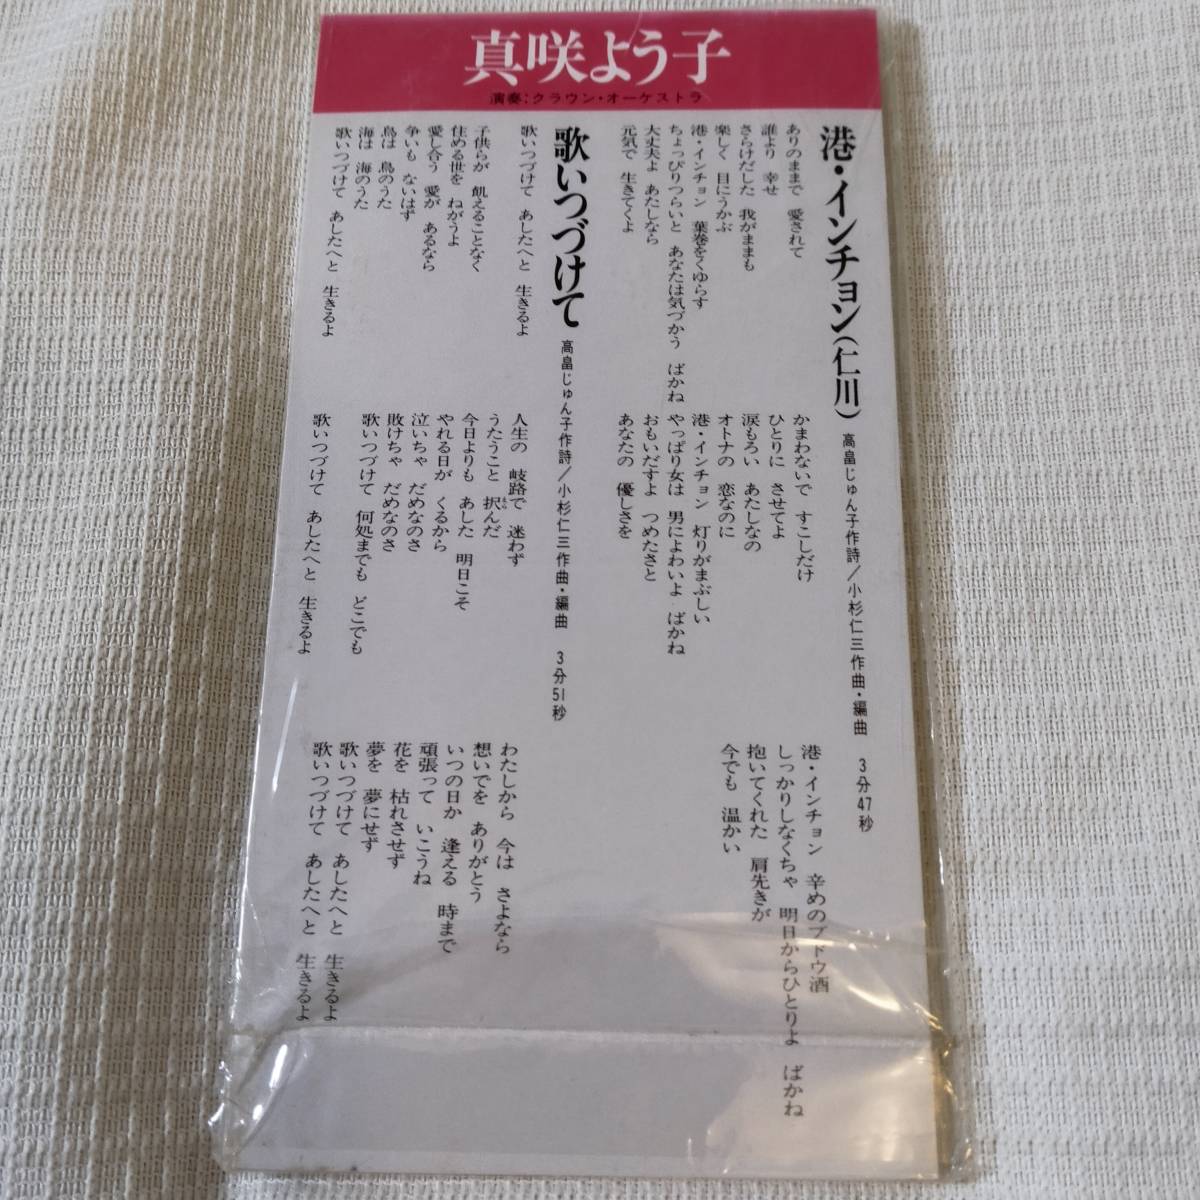 真咲よう子
演奏:クラウン・オーケストラ
港・インチョン(仁川)
高畠じゅん子作詩/小杉仁三作曲・編曲 3分47秒
ありのままで 愛されて
誰より 幸せ
さらけだした 我がままも
楽しく 目にうかぶ
港・インチョン 葉巻をくゆらす
ちょっぴりつらいと あなたは気づかう ばかね
大丈夫よ あたしなら
元気で 生きてくよ
かまわないで すこしだけ
ひとりに させてよ
涙もろい あたしなの
オトナの 恋なのに
港・インチョン 灯りがまぶしい
やっぱり女は 男によわいよ ばかね
おもいだすよ つめたさと
あなたの 優しさを
港・インチョン 辛めのブドウ酒
しっかりしなくちゃ 明日からひとりよ ばかね
抱いてくれた 肩先きが
今でも 温かい
歌いつづけて
高畠じゅん子作詩/小杉仁三作曲・編曲 3分51秒
歌いつづけて あしたへと 生きるよ
子供らが 飢えることなく
住める世を ねがうよ
愛し合う 愛が あるなら
争いも ないはず
鳥は 鳥のうた
海は 海のうた
歌いつづけて あしたへと 生きるよ
人生の 岐路で 迷わず
うたうこと 択んだ
今日よりも あした 明日こそ
やれる日が くるから
泣いちゃ だめなのさ
敗けちゃ だめなのさ
歌いつづけて 何処までも どこでも
歌いつづけて あしたへと 生きるよ
わたしから 今は さよなら
想いでを ありがとう
いつの日か 逢える 時まで
頑張って いこうね
花を 枯れさせず
夢を 夢にせず
歌いつづけて あしたへと 生きるよ
歌いつづけて あしたへと 生きるよ